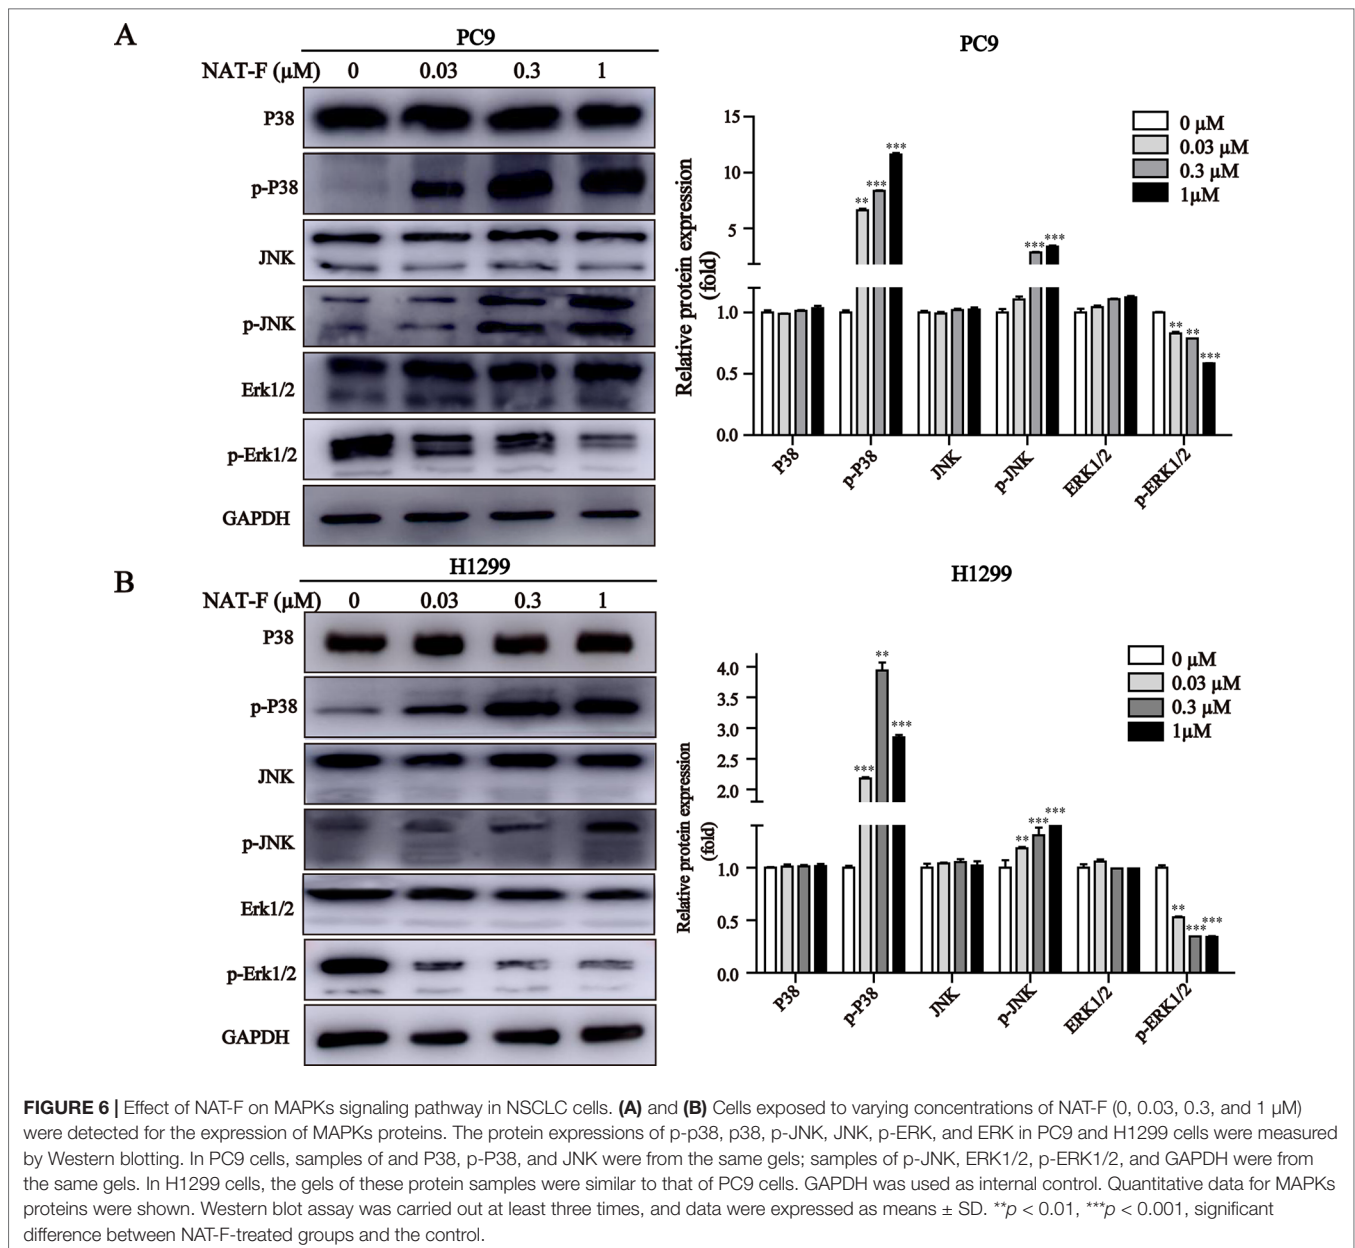 A
PC9
NAT-F (μM) 0 0.03 0.3 1
P38
p-P38
JNK
p-JNK
Erk1/2
p-Erk1/2
GAPDH
PC9
Relative protein expression
(fold)
15
10
5
1.0
0.5
0.0
0 μM
0.03 μM
0.3 μM
1μM
** *** ***
*** ***
** ** ***
P38 p-P38 JNK p-JNK ERK1/2 p-ERK1/2
B
H1299
NAT-F (μM) 0 0.03 0.3 1
P38
p-P38
JNK
p-JNK
Erk1/2
p-Erk1/2
GAPDH
H1299
Relative protein expression
(fold)
4.0
3.5
3.0
2.5
2.0
1.0
0.5
0.0
0 μM
0.03 μM
0.3 μM
1μM
*** ** ***
** *** ***
** *** ***
P38 p-P38 JNK p-JNK ERK1/2 p-ERK1/2
FIGURE 6 | Effect of NAT-F on MAPKs signaling pathway in NSCLC cells. (A) and (B) Cells exposed to varying concentrations of NAT-F (0, 0.03, 0.3, and 1 μM)
were detected for the expression of MAPKs proteins. The protein expressions of p-p38, p38, p-JNK, JNK, p-ERK, and ERK in PC9 and H1299 cells were measured
by Western blotting. In PC9 cells, samples of and P38, p-P38, and JNK were from the same gels; samples of p-JNK, ERK1/2, p-ERK1/2, and GAPDH were from
the same gels. In H1299 cells, the gels of these protein samples were similar to that of PC9 cells. GAPDH was used as internal control. Quantitative data for MAPKs
proteins were shown. Western blot assay was carried out at least three times, and data were expressed as means ± SD. **p < 0.01, ***p < 0.001, significant
difference between NAT-F-treated groups and the control.